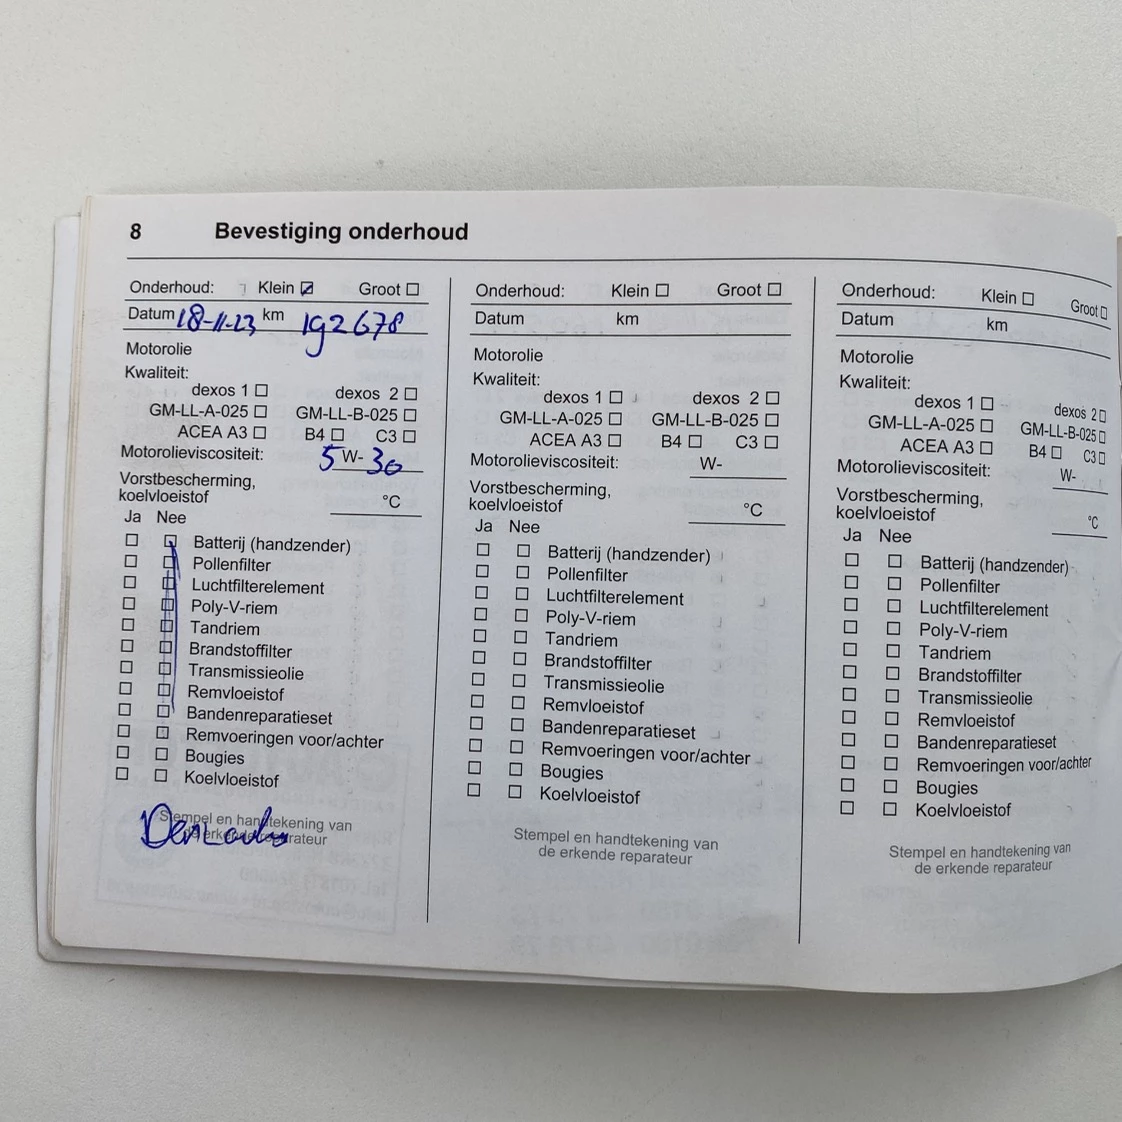 8 Bevestiging onderhoud
Onderhoud: Klein ☑ Groot ☐
Datum 18-11-23 km 192678
Motorolie
Kwaliteit:
dexos 1 ☐ dexos 2 ☐
GM-LL-A-025 ☐ GM-LL-B-025 ☐
ACEA A3 ☐ B4 ☐ C3 ☐
Motorolieviscositeit: 5 W- 30
Vorstbescherming,
koelvloeistof °C
Ja Nee
☐ ☐ Batterij (handzender)
☐ ☐ Pollenfilter
☐ ☐ Luchtfilterelement
☐ ☐ Poly-V-riem
☐ ☐ Tandriem
☐ ☐ Brandstoffilter
☐ ☐ Transmissieolie
☐ ☐ Remvloeistof
☐ ☐ Bandenreparatieset
☐ ☐ Remvoeringen voor/achter
☐ ☐ Bougies
☐ ☐ Koelvloeistof
Stempel en handtekening van
de erkende reparateur
Onderhoud: Klein ☐ Groot ☐
Datum km
Motorolie
Kwaliteit:
dexos 1 ☐ dexos 2 ☐
GM-LL-A-025 ☐ GM-LL-B-025 ☐
ACEA A3 ☐ B4 ☐ C3 ☐
Motorolieviscositeit: W-
Vorstbescherming,
koelvloeistof °C
Ja Nee
☐ ☐ Batterij (handzender)
☐ ☐ Pollenfilter
☐ ☐ Luchtfilterelement
☐ ☐ Poly-V-riem
☐ ☐ Tandriem
☐ ☐ Brandstoffilter
☐ ☐ Transmissieolie
☐ ☐ Remvloeistof
☐ ☐ Bandenreparatieset
☐ ☐ Remvoeringen voor/achter
☐ ☐ Bougies
☐ ☐ Koelvloeistof
Stempel en handtekening van
de erkende reparateur
Onderhoud: Klein ☐ Groot ☐
Datum km
Motorolie
Kwaliteit:
dexos 1 ☐ dexos 2 ☐
GM-LL-A-025 ☐ GM-LL-B-025 ☐
ACEA A3 ☐ B4 ☐ C3 ☐
Motorolieviscositeit: W-
Vorstbescherming,
koelvloeistof °C
Ja Nee
☐ ☐ Batterij (handzender)
☐ ☐ Pollenfilter
☐ ☐ Luchtfilterelement
☐ ☐ Poly-V-riem
☐ ☐ Tandriem
☐ ☐ Brandstoffilter
☐ ☐ Transmissieolie
☐ ☐ Remvloeistof
☐ ☐ Bandenreparatieset
☐ ☐ Remvoeringen voor/achter
☐ ☐ Bougies
☐ ☐ Koelvloeistof
Stempel en handtekening van
de erkende reparateur